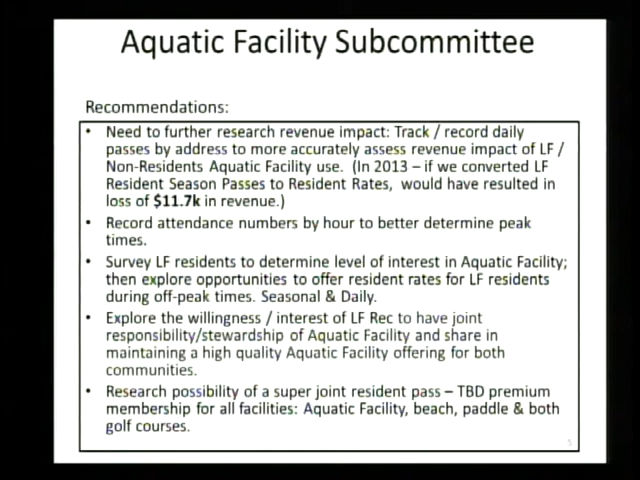 Aquatic Facility Subcommittee
Recommendations:
• Need to further research revenue impact: Track / record daily
passes by address to more accurately assess revenue impact of LF /
Non-Residents Aquatic Facility use.  (In 2013 – if we converted LF
Resident Season Passes to Resident Rates,  would have resulted in
loss of $11.7k in revenue.)
• Record attendance numbers by hour to better determine peak
times.
• Survey LF residents to determine level of interest in Aquatic Facility;
then explore opportunities to offer resident rates for LF residents
during off-peak times. Seasonal & Daily.
• Explore the willingness / interest of LF Rec to have joint
responsibility/stewardship of Aquatic Facility and share in
maintaining a high quality Aquatic Facility offering for both
communities.
• Research possibility of a super joint resident pass – TBD premium
membership for all facilities: Aquatic Facility, beach, paddle & both
golf courses.
5